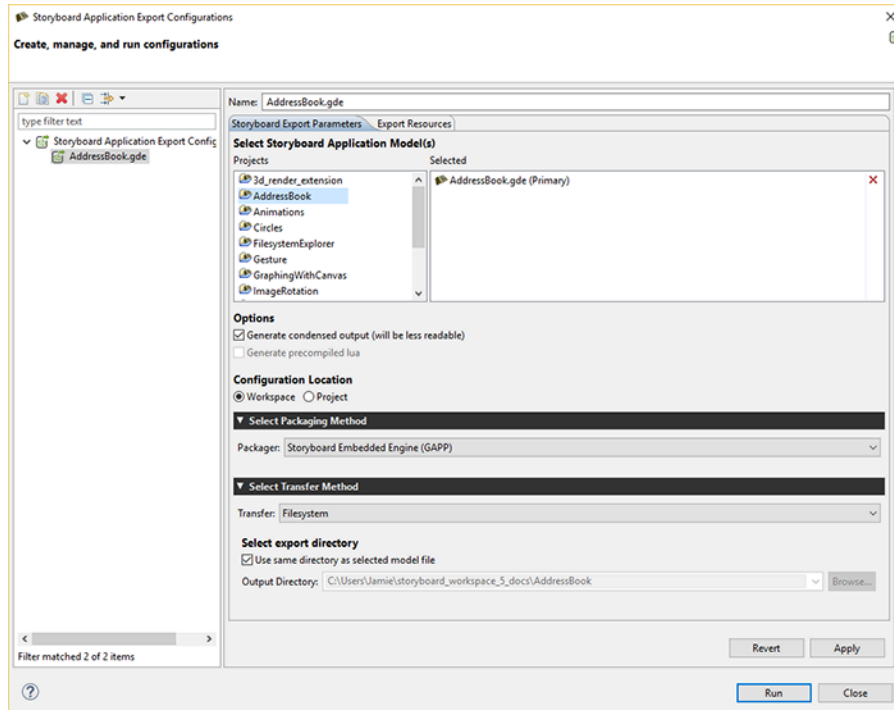 Storyboard Application Export Configurations
Create, manage, and run configurations
type filter text
Storyboard Application Export Config
AddressBook.gde
Filter matched 2 of 2 items
Name: AddressBook.gde
Storyboard Export Parameters Export Resources
Select Storyboard Application Model(s)
Projects Selected
3d_render_extension AddressBook.gde (Primary)
AddressBook
Animations
Circles
FilesystemExplorer
Gesture
GraphingWithCanvas
ImageRotation
Options
Generate condensed output (will be less readable)
Generate precompiled lua
Configuration Location
Workspace Project
Select Packaging Method
Packager: Storyboard Embedded Engine (GAPP)
Select Transfer Method
Transfer: Filesystem
Select export directory
Use same directory as selected model file
Output Directory: C:\Users\Jamie\storyboard_workspace_5_docs\AddressBook Browse...
Revert Apply
Run Close